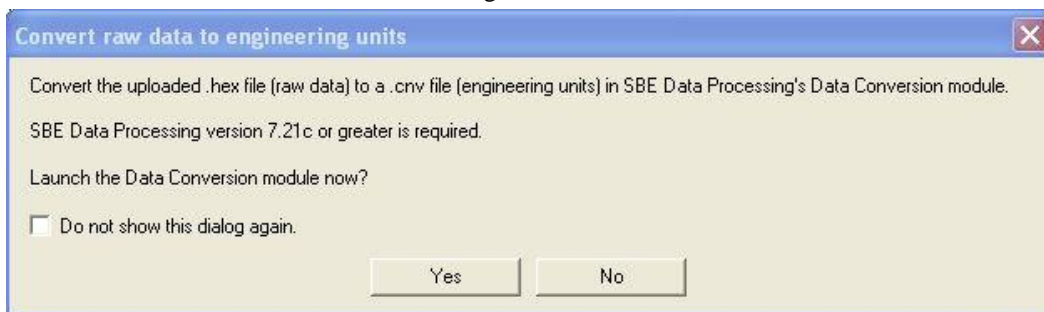 Convert raw data to engineering units
Convert the uploaded .hex file (raw data) to a .cnv file (engineering units) in SBE Data Processing's Data Conversion module.
SBE Data Processing version 7.21c or greater is required.
Launch the Data Conversion module now?
Do not show this dialog again.
Yes No